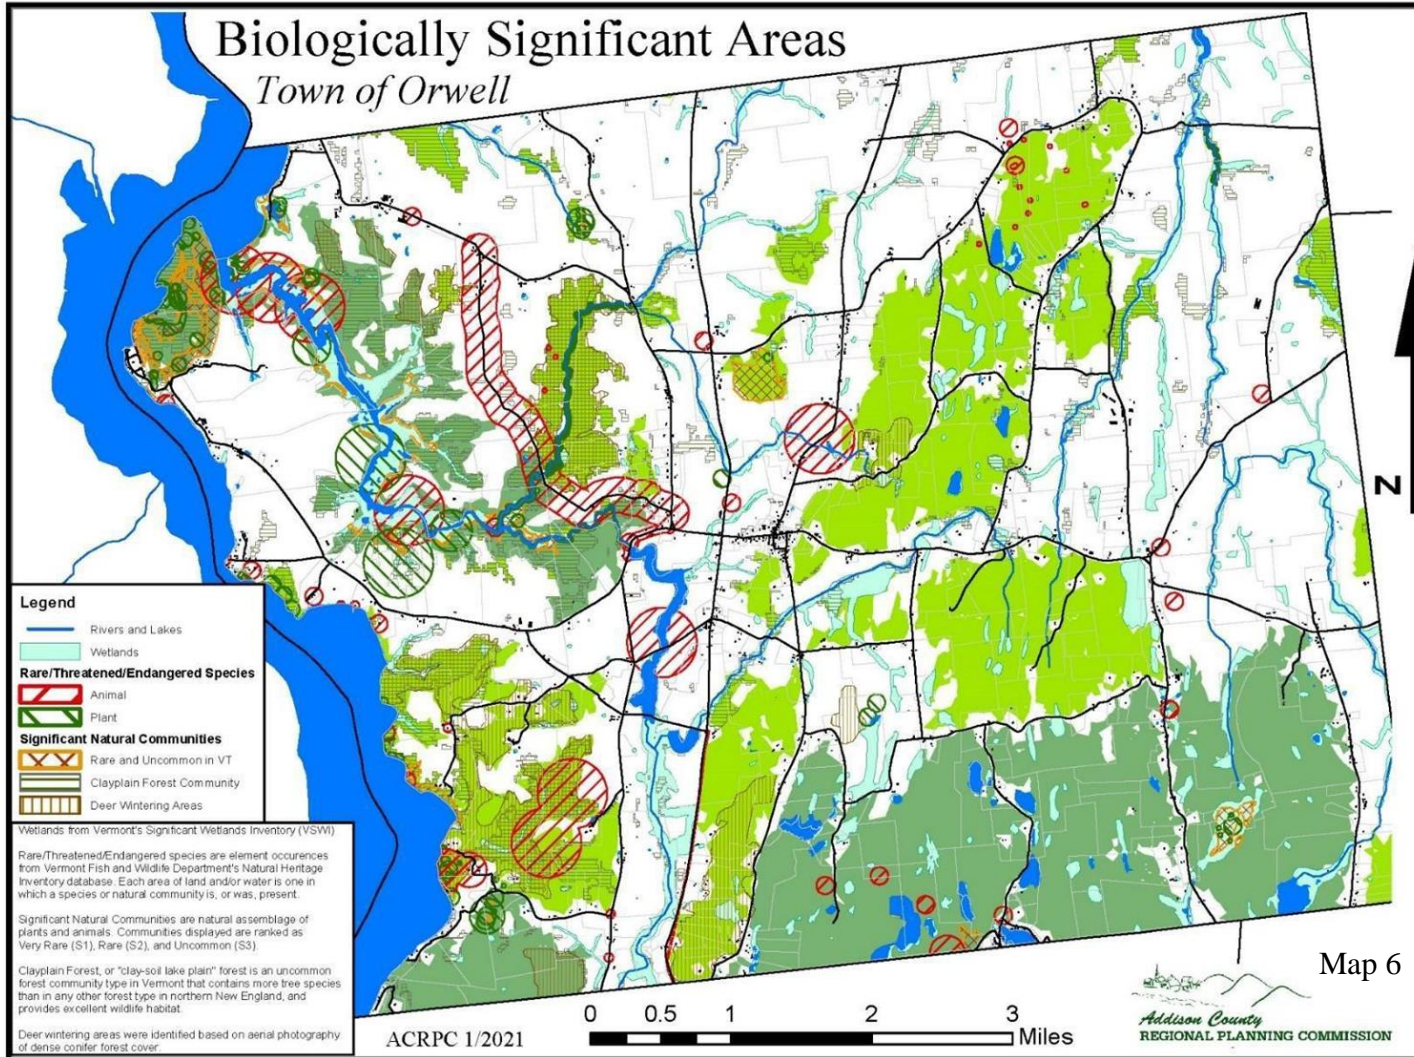 Biologically Significant Areas
Town of Orwell
N
Legend
Rivers and Lakes
Wetlands
Rare/Threatened/Endangered Species
Animal
Plant
Significant Natural Communities
Rare and Uncommon in VT
Clayplain Forest Community
Deer Wintering Areas
Wetlands from Vermont's Significant Wetlands Inventory (VSWI)
Rare/Threatened/Endangered species are element occurences
from Vermont Fish and Wildlife Department's Natural Heritage
Inventory database. Each area of land and/or water is one in
which a species or natural community is, or was, present.
Significant Natural Communities are natural assemblage of
plants and animals. Communities displayed are ranked as
Very Rare (S1), Rare (S2), and Uncommon (S3).
Clayplain Forest, or "clay-soil lake plain" forest is an uncommon
forest community type in Vermont that contains more tree species
than in any other forest type in northern New England, and
provides excellent wildlife habitat.
Deer wintering areas were identified based on aerial photography
of dense conifer forest cover.
ACRPC 1/2021
0 0.5 1 2 3
Miles
Map 6
Addison County
REGIONAL PLANNING COMMISSION